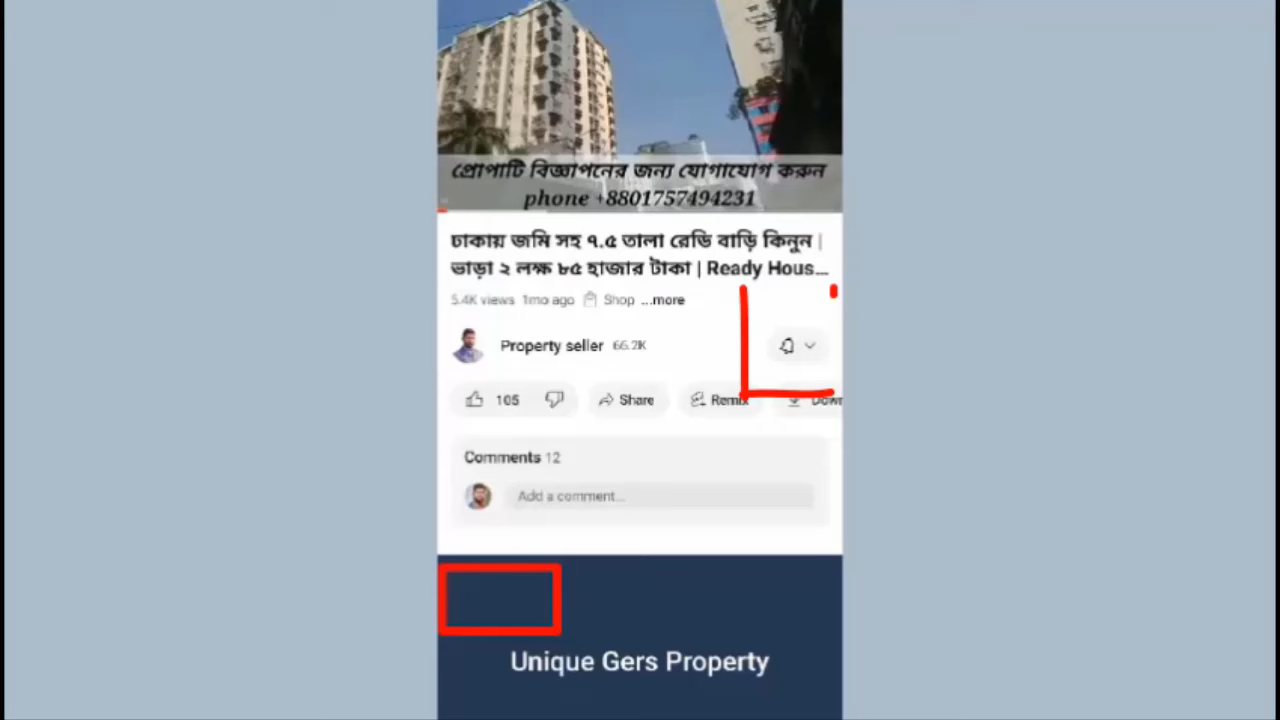 প্রোপাটি বিজ্ঞাপনের জন্য যোগাযোগ করুন
phone +8801757494231
ঢাকায় জমি সহ ৭.৫ তালা রেডি বাড়ি কিনুন |
ভাড়া ২ লক্ষ ৮৫ হাজার টাকা | Ready Hous...
5.4K views 1mo ago Shop ...more
Property seller 66.2K
105 Share Remix Down
Comments 12
Add a comment...
Unique Gers Property